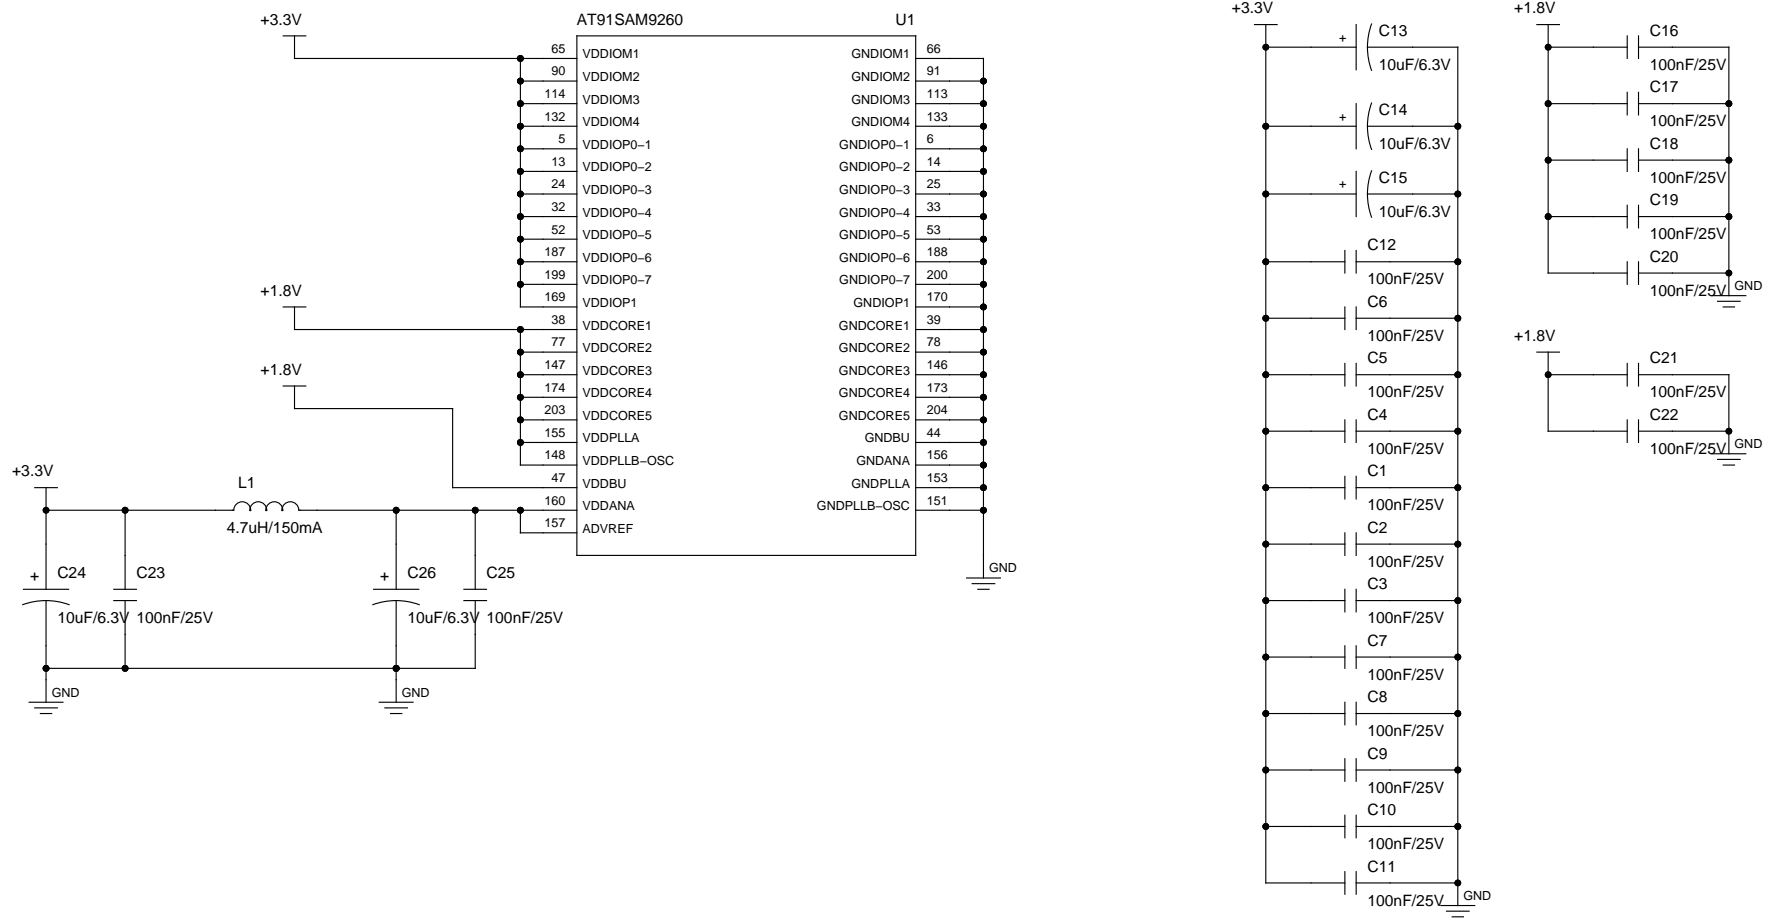 +3.3V
AT91SAM9260 U1
65 VDDIOM1 GNDIOM1 66
90 VDDIOM2 GNDIOM2 91
114 VDDIOM3 GNDIOM3 113
132 VDDIOM4 GNDIOM4 133
5 VDDIOP0–1 GNDIOP0–1 6
13 VDDIOP0–2 GNDIOP0–2 14
24 VDDIOP0–3 GNDIOP0–3 25
32 VDDIOP0–4 GNDIOP0–4 33
52 VDDIOP0–5 GNDIOP0–5 53
187 VDDIOP0–6 GNDIOP0–6 188
199 VDDIOP0–7 GNDIOP0–7 200
169 VDDIOP1 GNDIOP1 170
+1.8V
38 VDDCORE1 GNDCORE1 39
77 VDDCORE2 GNDCORE2 78
147 VDDCORE3 GNDCORE3 146
+1.8V
174 VDDCORE4 GNDCORE4 173
203 VDDCORE5 GNDCORE5 204
155 VDDPLLA GNDBU 44
148 VDDPLLB–OSC GNDANA 156
47 VDDBU GNDPLLA 153
160 VDDANA GNDPLLB–OSC 151
157 ADVREF
GND
+3.3V
L1
4.7uH/150mA
+ C24
10uF/6.3V
C23
100nF/25V
+ C26
10uF/6.3V
C25
100nF/25V
GND
GND
+3.3V
+ C13
10uF/6.3V
+ C14
10uF/6.3V
+ C15
10uF/6.3V
C12
100nF/25V
C6
100nF/25V
C5
100nF/25V
C4
100nF/25V
C1
100nF/25V
C2
100nF/25V
C3
100nF/25V
C7
100nF/25V
C8
100nF/25V
C9
100nF/25V
C10
100nF/25V
C11
100nF/25V
GND
+1.8V
C16
100nF/25V
C17
100nF/25V
C18
100nF/25V
C19
100nF/25V
C20
100nF/25V
GND
+1.8V
C21
100nF/25V
C22
100nF/25V
GND